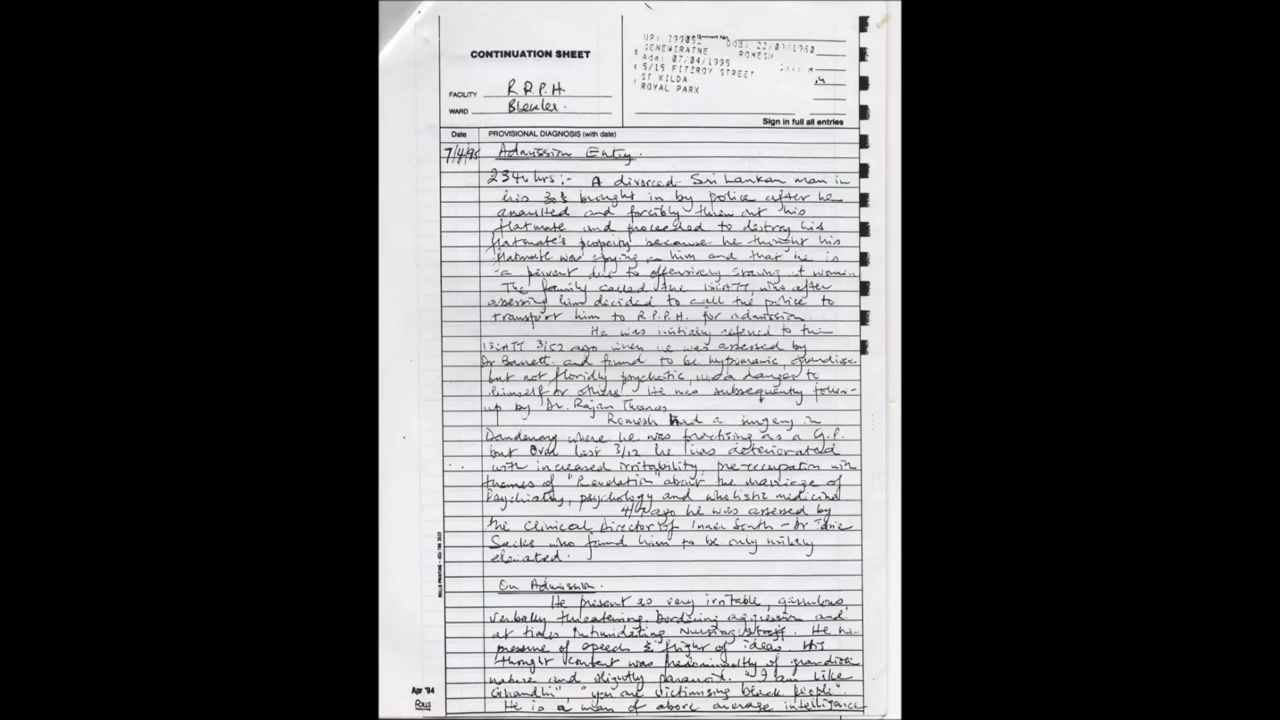 CONTINUATION SHEET
FACILITY R.R.P.H.
WARD Bleuler.
UR: DOB: 22/09/1960
SENEWIRATNE ROMESH
Adm: 07/04/1995
5/15 FITZROY STREET
ST KILDA
ROYAL PARK
Sign in full all entries
Date PROVISIONAL DIAGNOSIS (with date)
7/4/95 Admission Entry.
2340 hrs:- A divorced Sri Lankan man in
his 30s brought in by police after he
assaulted and forcibly threw out his
flatmate and proceeded to destroy his
flatmate's property because he thought his
flatmate was spying on him and that he is
a pervert due to offensively staring at women
The family called the after
assessing him decided to call the police to
transport him to R.P.P.H. for admission.
He was initially refered to the
3/52 ago when he was assessed by
Dr Barrett and found to be hypomanic, grandiose
but not floridly psychotic, nor a danger to
himself or others. He was subsequently follow-
up by Dr. Rajan Thomas
Romesh had a surgery in
Dandenong where he was practising as a G.P.
but over last 3/12 he has deteriorated
with increased irritability, pre-occupation with
themes of "Revelation" about the marriage of
Psychiatry, psychology and wholistic medicine
ago he was assessed by
the Clinical Director of Inner South - Dr
Sacks who found him to be only mildly
elevated.
On Admission.
He present as very irritable, garrulous,
verbally threatening, bordering aggression and
at times intimidating Nursing staff. He has
pressure of speech & flight of ideas. His
thought content was predominantly of grandiose
nature and slightly paranoid. "I am like
Ghandhi", "you are victimising black people".
He is a man of above average intelligence
Apr '94
ROLLS